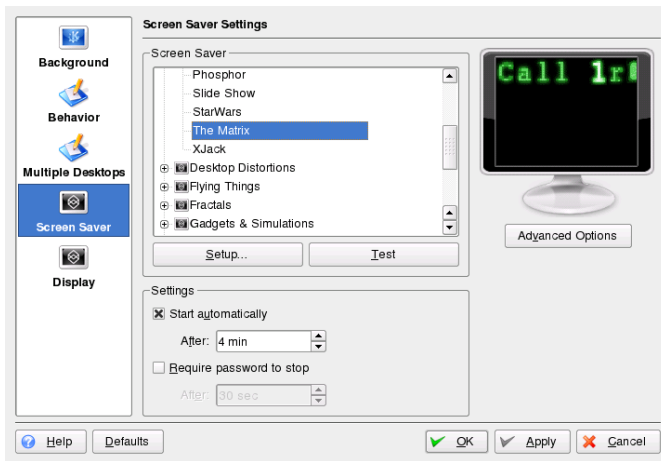 Screen Saver Settings
Background
Behavior
Multiple Desktops
Screen Saver
Display
Screen Saver
Phosphor
Slide Show
StarWars
The Matrix
XJack
Desktop Distortions
Flying Things
Fractals
Gadgets & Simulations
Setup...
Test
Call 1r
Advanced Options
Settings
Start automatically
After: 4 min
Require password to stop
After: 30 sec
Help
Defaults
OK
Apply
Cancel